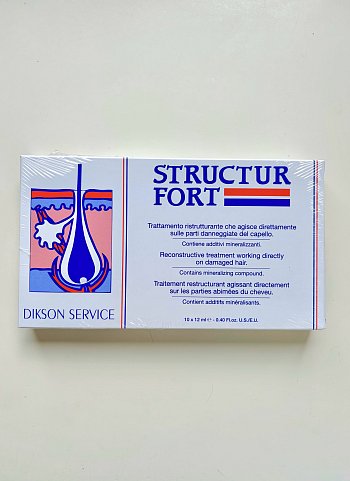 STRUCTUR
FORT
Trattamento ristrutturante che agisce direttamente
sulle parti danneggiate del capello.
Contiene additivi mineralizzanti.
Reconstructive treatment working directly
on damaged hair.
Contains mineralizing compound.
Traitement restructurant agissant directement
sur les parties abimées du cheveu.
Contient additifs minéralisants.
10 x 12 ml ℮ - 0.40 Fl.oz. U.S./E.U.
DIKSON SERVICE